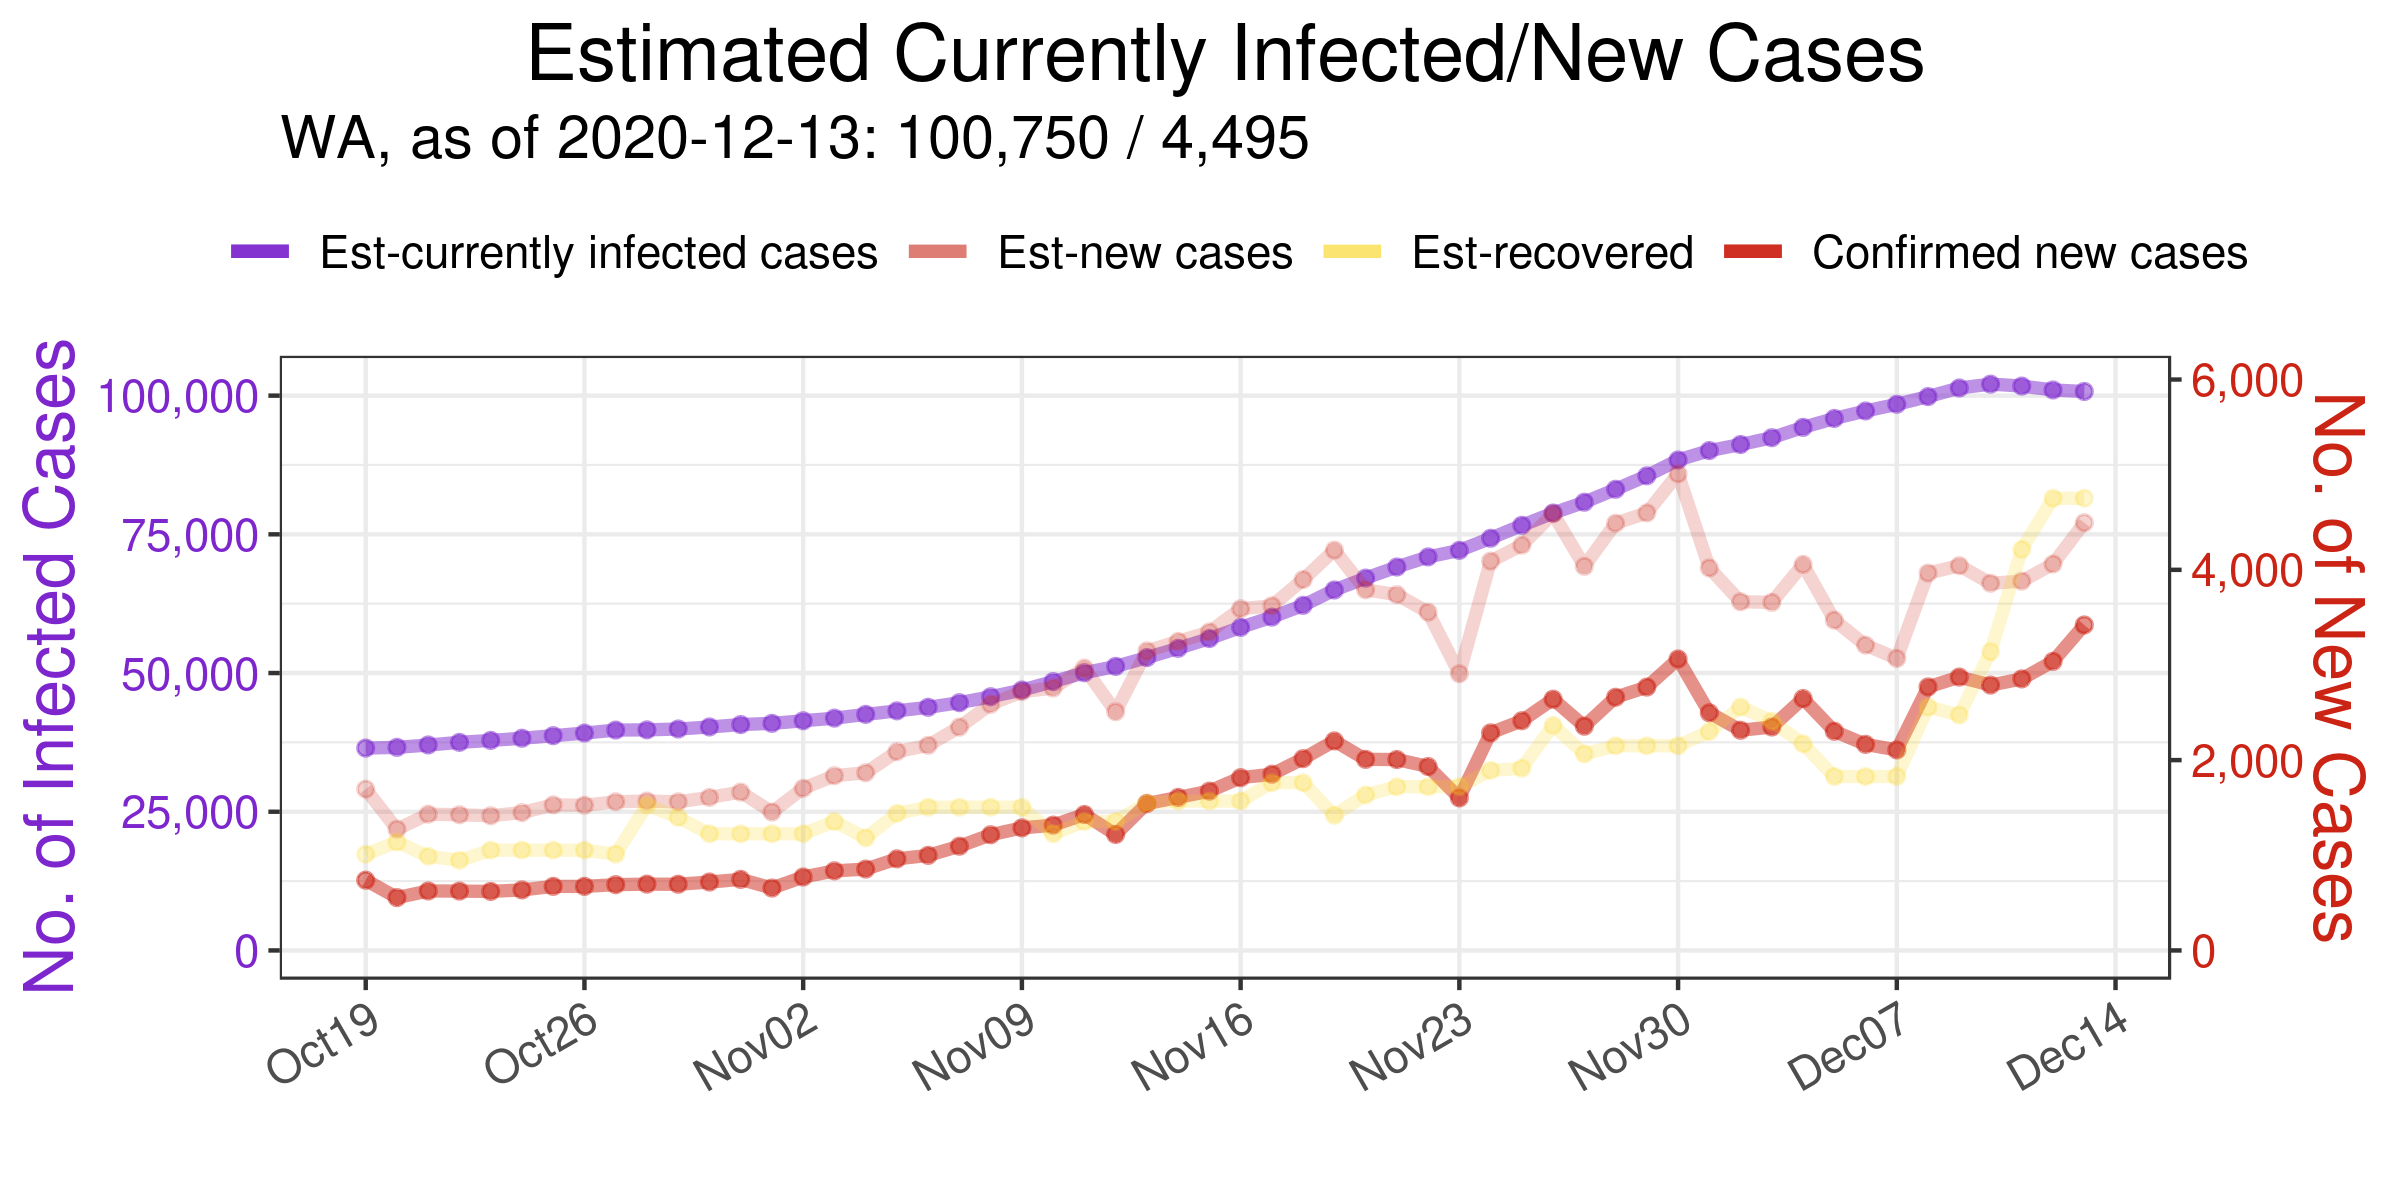 Estimated Currently Infected/New Cases
WA, as of 2020-12-13: 100,750 / 4,495
Est-currently infected cases Est-new cases Est-recovered Confirmed new cases
No. of Infected Cases
100,000
75,000
50,000
25,000
0
6,000
4,000
2,000
0
No. of New Cases
Oct19 Oct26 Nov02 Nov09 Nov16 Nov23 Nov30 Dec07 Dec14